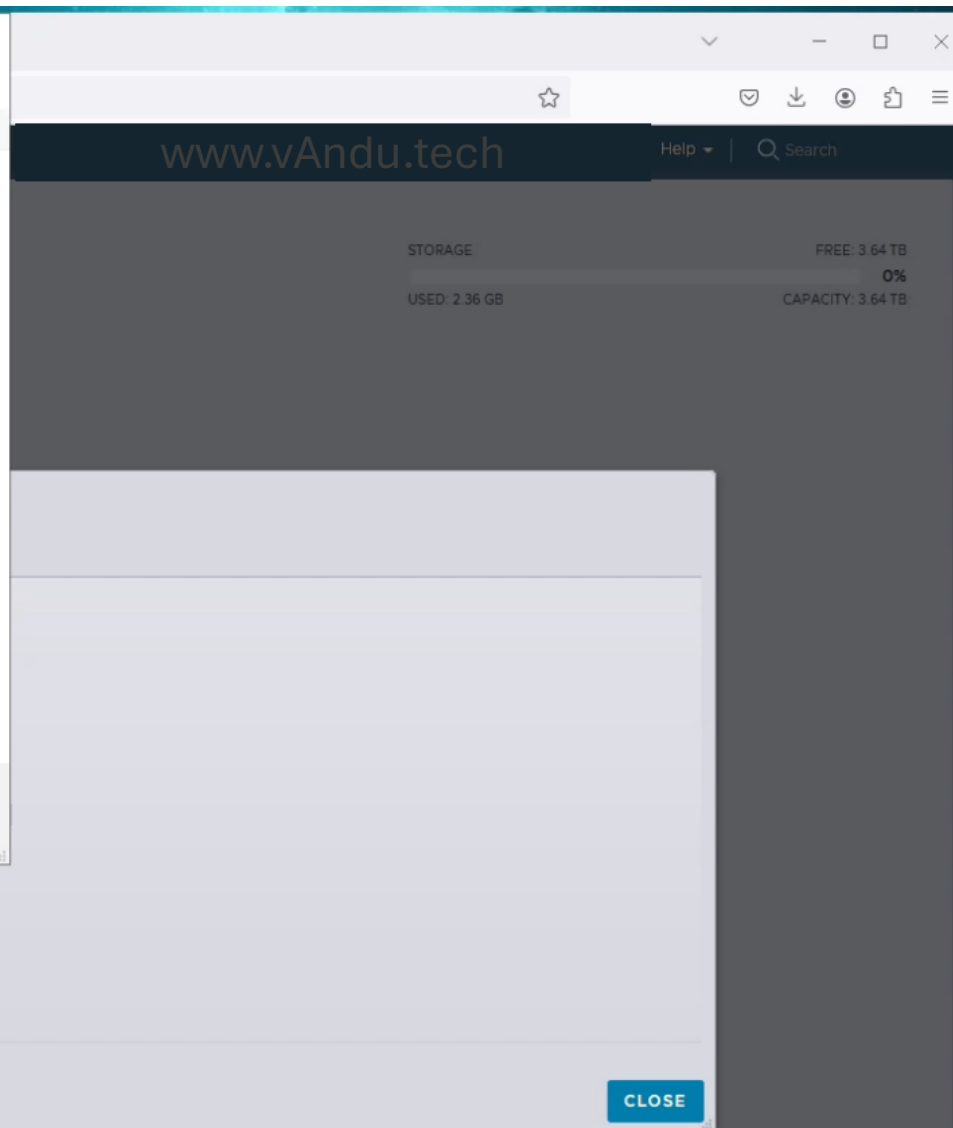 www.vAndu.tech
Help
Search
STORAGE
FREE: 3.64 TB
0%
USED: 2.36 GB
CAPACITY: 3.64 TB
CLOSE